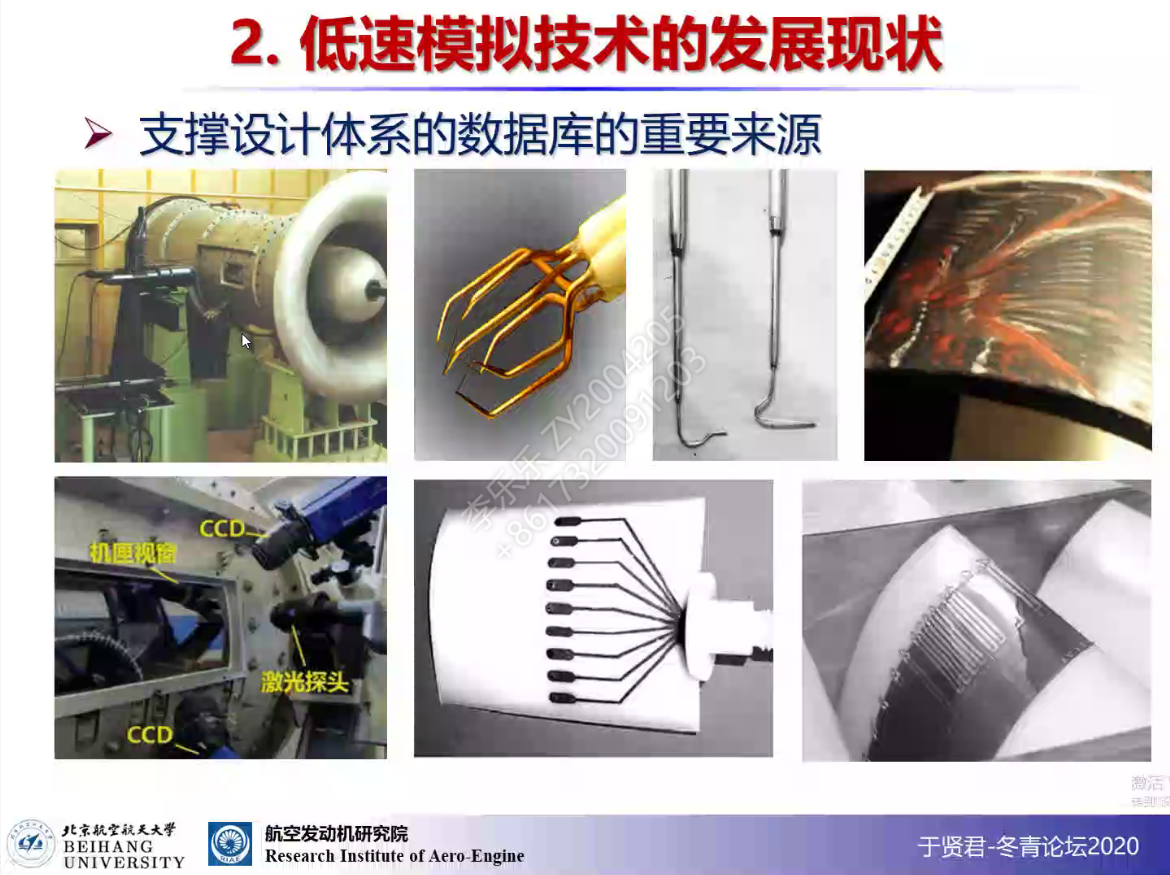 2. 低速模拟技术的发展现状
支撑设计体系的数据库的重要来源
CCD
机匣视窗
激光探头
CCD
李乐乐 ZY20042205
+8617320091203
激活
北京航空航天大学
BEIHANG
UNIVERSITY
航空发动机研究院
Research Institute of Aero-Engine
于贤君-冬青论坛2020